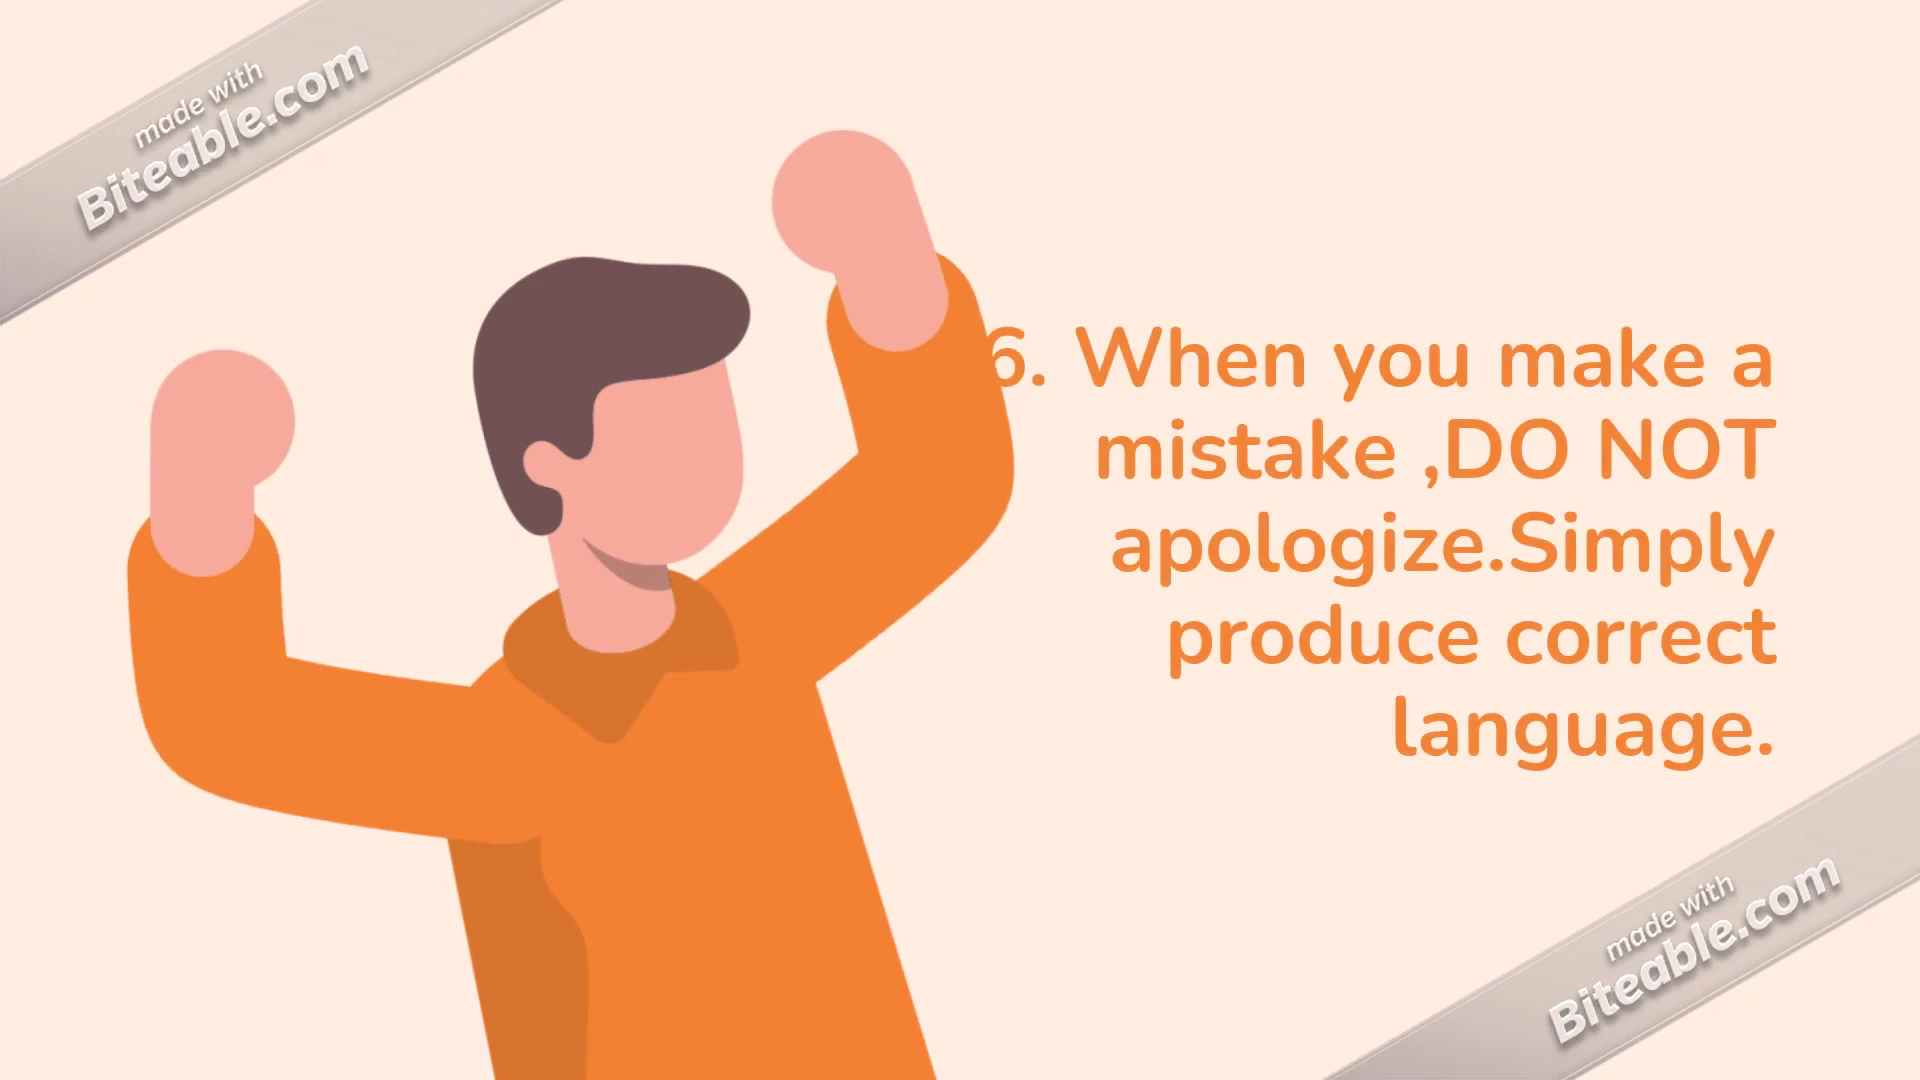 made with
Biteable.com
6. When you make a
mistake ,DO NOT
apologize.Simply
produce correct
language.
made with
Biteable.com